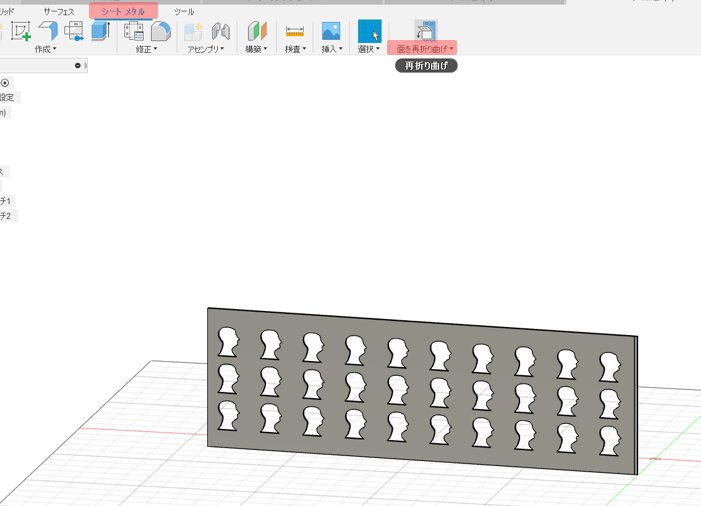 リッド サーフェス シート メタル ツール
作成▼ 修正▼ アセンブリ▼ 構築▼ 検査▼ 挿入▼ 選択▼ 面を再折り曲げ▼
再折り曲げ
設定
m)
ス
チ1
チ2